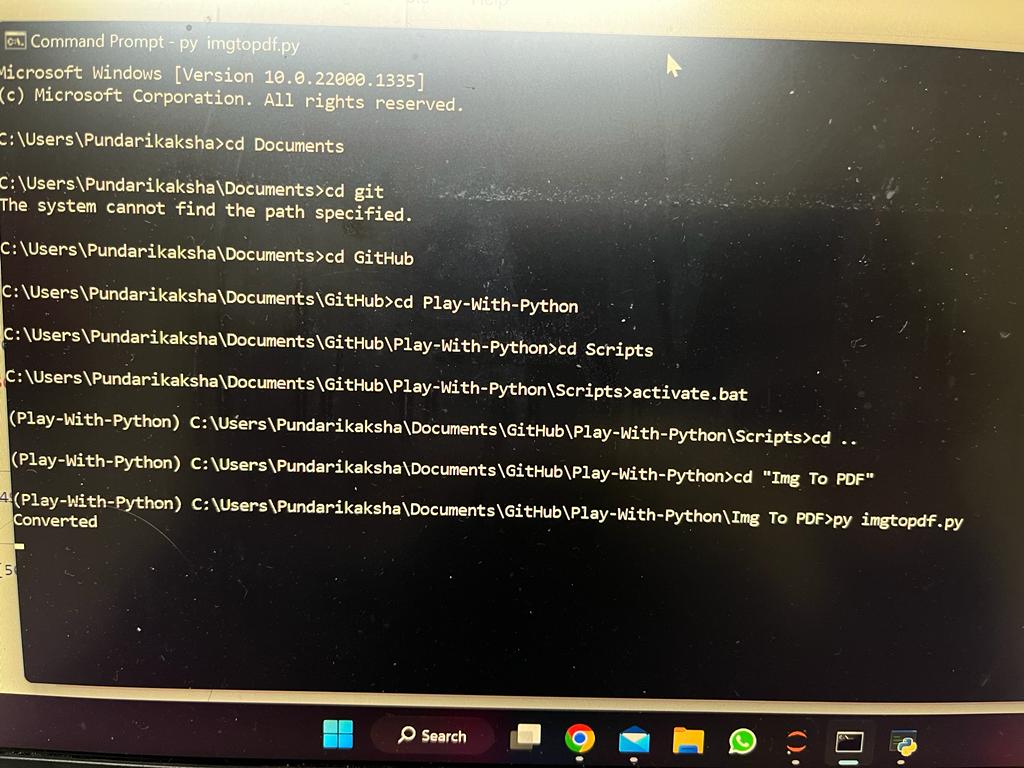 Command Prompt - py imgtopdf.py
Microsoft Windows [Version 10.0.22000.1335]
(c) Microsoft Corporation. All rights reserved.
C:\Users\Pundarikaksha>cd Documents
C:\Users\Pundarikaksha\Documents>cd git
The system cannot find the path specified.
C:\Users\Pundarikaksha\Documents>cd GitHub
C:\Users\Pundarikaksha\Documents\GitHub>cd Play-With-Python
C:\Users\Pundarikaksha\Documents\GitHub\Play-With-Python>cd Scripts
C:\Users\Pundarikaksha\Documents\GitHub\Play-With-Python\Scripts>activate.bat
(Play-With-Python) C:\Users\Pundarikaksha\Documents\GitHub\Play-With-Python\Scripts>cd ..
(Play-With-Python) C:\Users\Pundarikaksha\Documents\GitHub\Play-With-Python>cd "Img To PDF"
(Play-With-Python) C:\Users\Pundarikaksha\Documents\GitHub\Play-With-Python\Img To PDF>py imgtopdf.py
Converted
Search